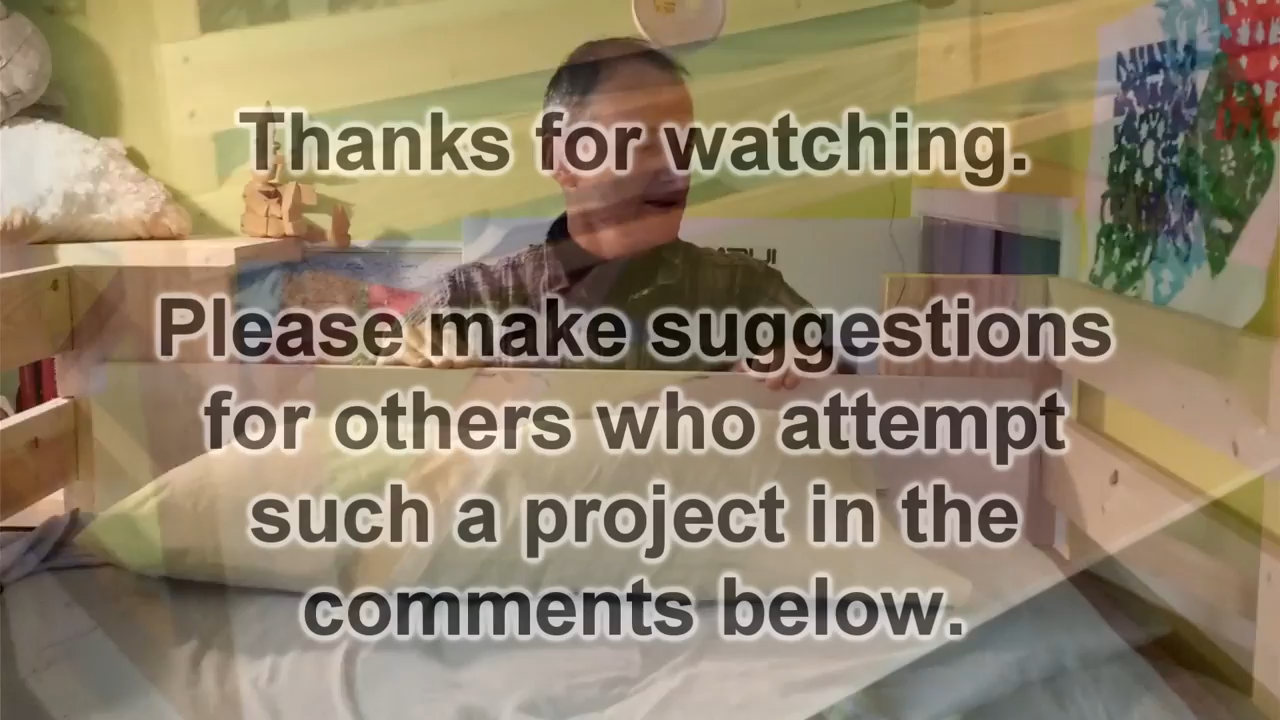 Thanks for watching.
Please make suggestions
for others who attempt
such a project in the
comments below.